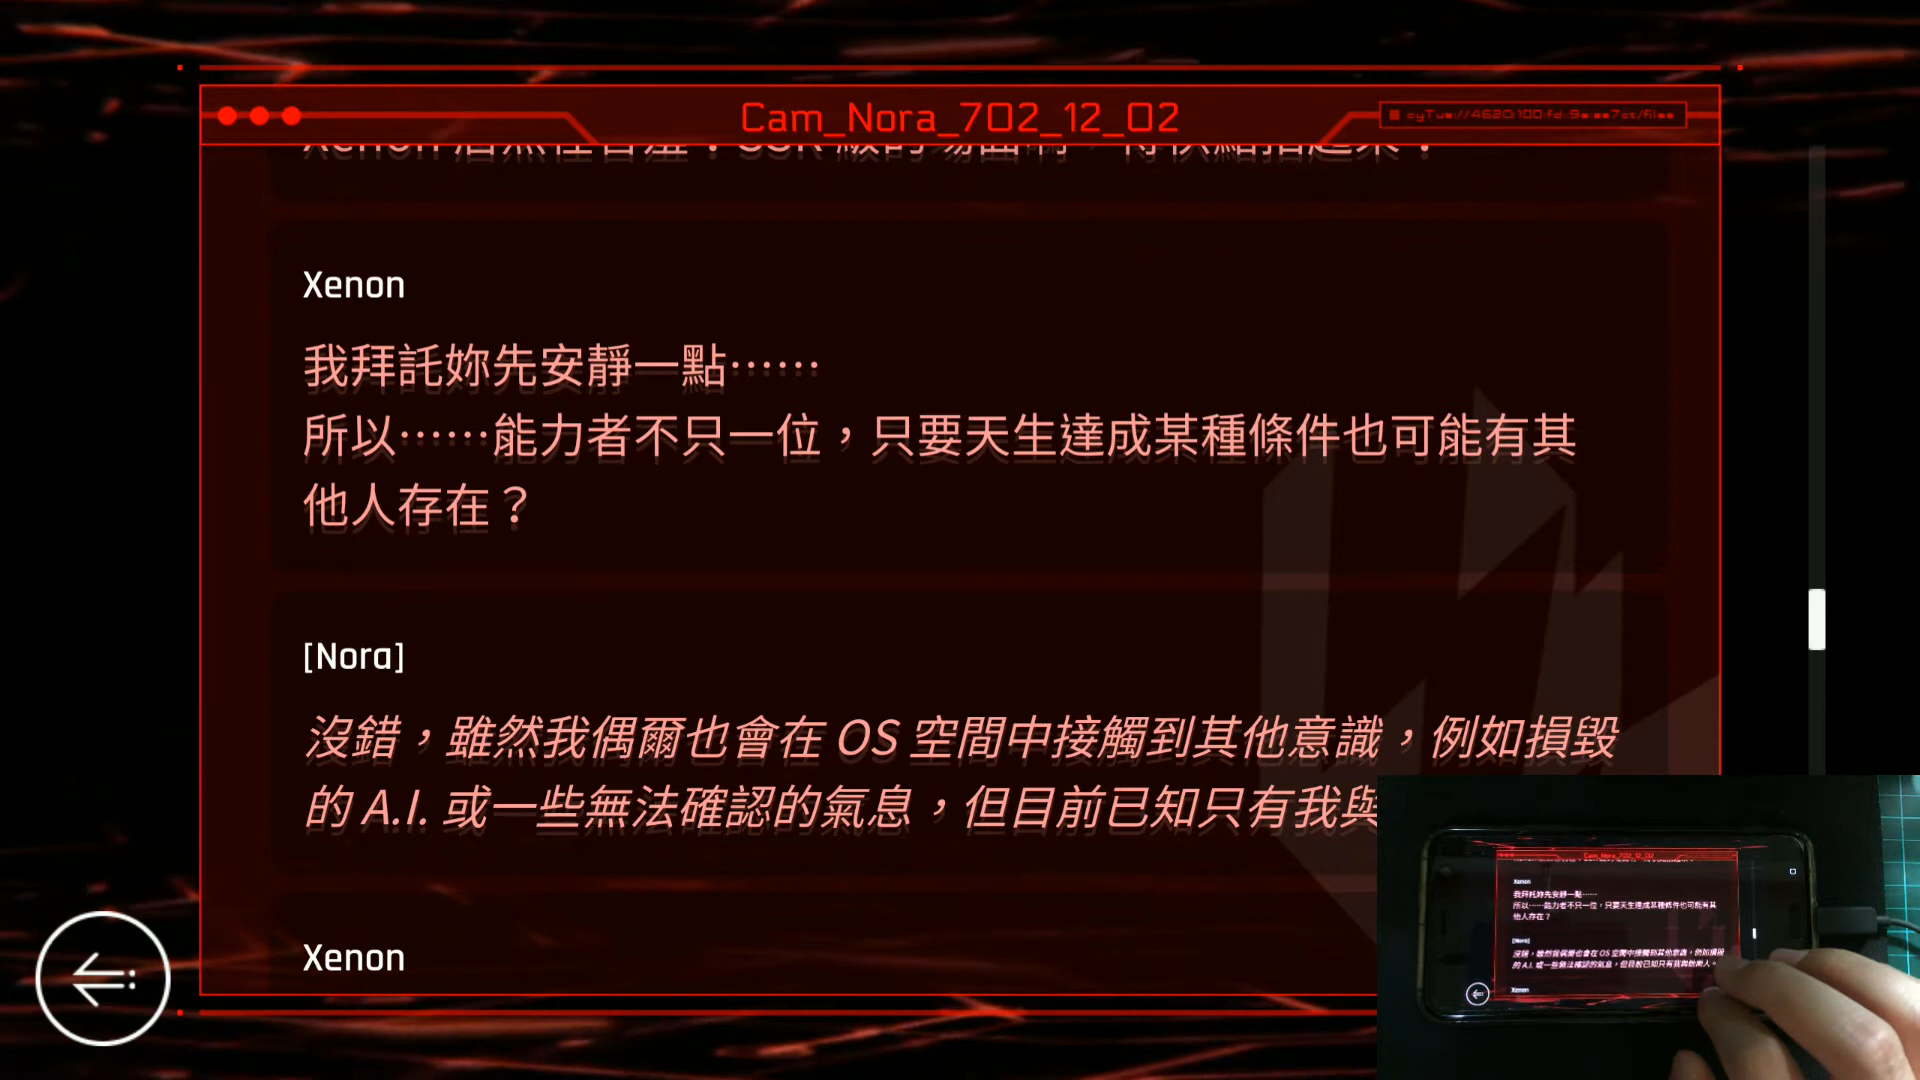 Cam_Nora_702_12_02
Xenon
我拜託妳先安靜一點……
所以……能力者不只一位，只要天生達成某種條件也可能有其
他人存在？
[Nora]
沒錯，雖然我偶爾也會在 OS 空間中接觸到其他意識，例如損毀
的 A.I. 或一些無法確認的氣息，但目前已知只有我與
Xenon